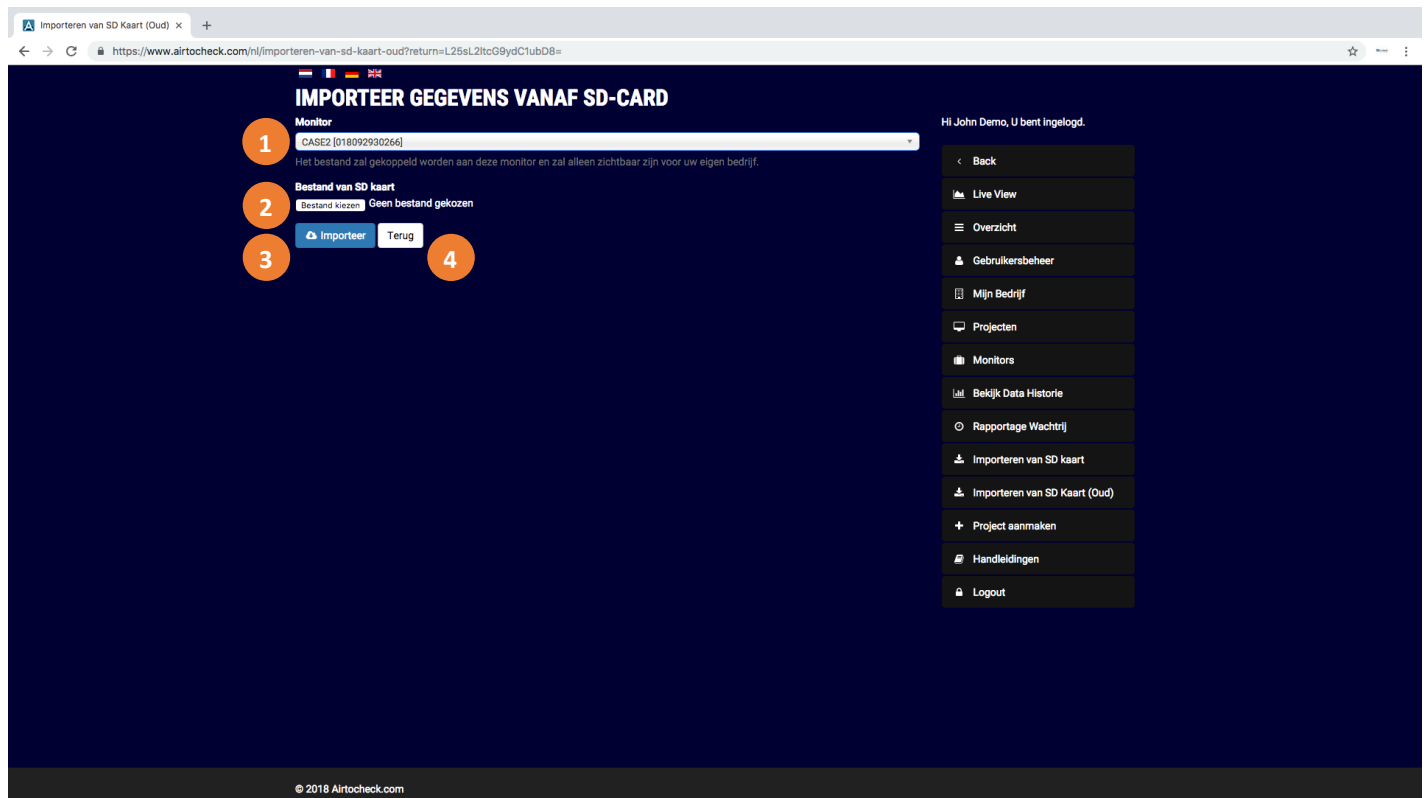 Importeren van SD Kaart (Oud)
https://www.airtocheck.com/nl/importeren-van-sd-kaart-oud?return=L25sL2ltcG9ydC1ubD8=
IMPORTEER GEGEVENS VANAF SD-CARD
Monitor
1
CASE2 [018092930266]
Het bestand zal gekoppeld worden aan deze monitor en zal alleen zichtbaar zijn voor uw eigen bedrijf.
Bestand van SD kaart
2
Bestand kiezen Geen bestand gekozen
Importeer Terug
3
4
Hi John Demo, U bent ingelogd.
Back
Live View
Overzicht
Gebruikersbeheer
Mijn Bedrijf
Projecten
Monitors
Bekijk Data Historie
Rapportage Wachtrij
Importeren van SD kaart
Importeren van SD Kaart (Oud)
Project aanmaken
Handleidingen
Logout
© 2018 Airtocheck.com